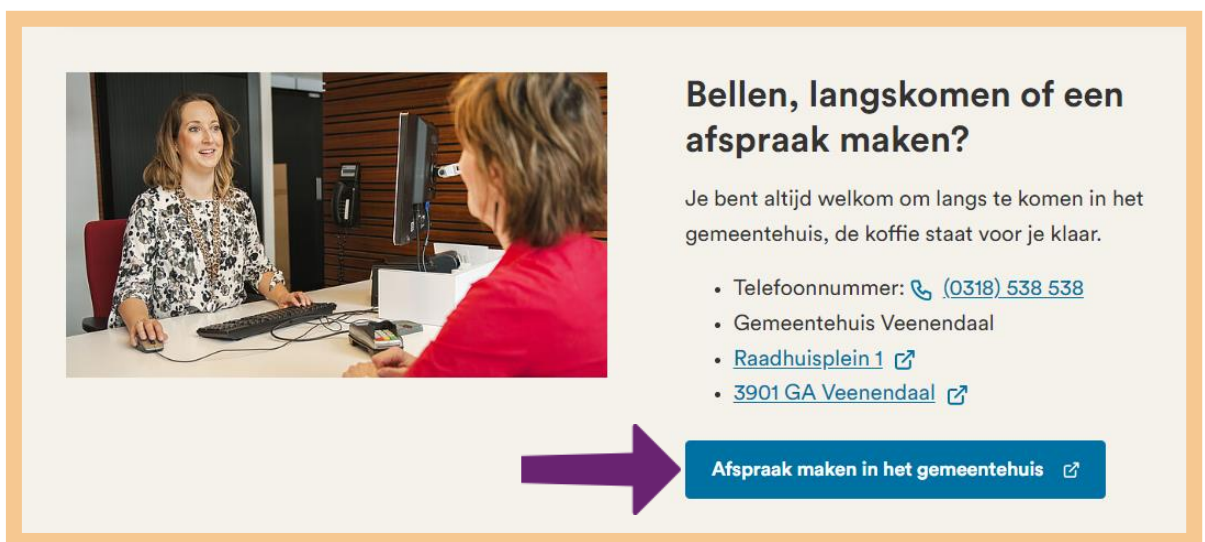 Bellen, langskomen of een
afspraak maken?
Je bent altijd welkom om langs te komen in het
gemeentehuis, de koffie staat voor je klaar.
• Telefoonnummer: (0318) 538 538
• Gemeentehuis Veenendaal
• Raadhuisplein 1
• 3901 GA Veenendaal
Afspraak maken in het gemeentehuis